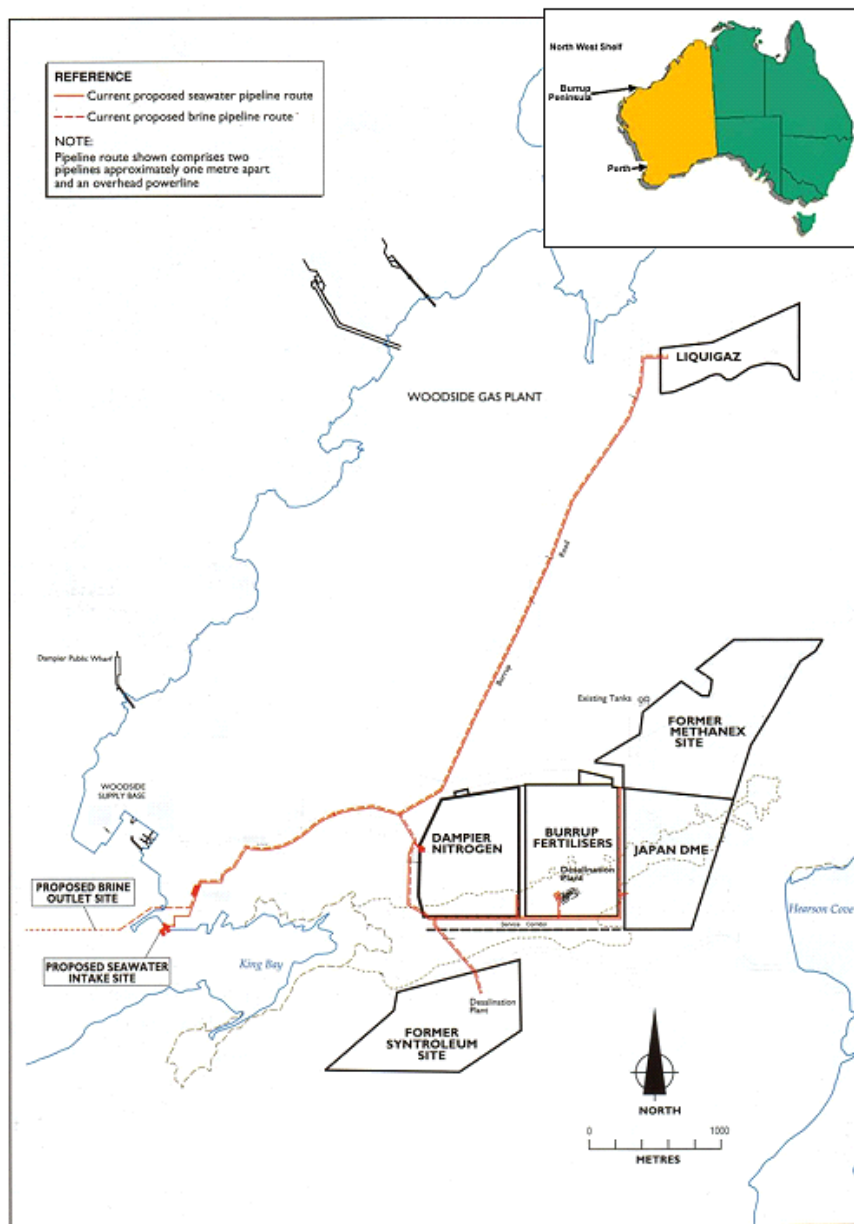 North West Shelf
Burrup
Peninsula
Perth
REFERENCE
Current proposed seawater pipeline route
Current proposed brine pipeline route
NOTE:
Pipeline route shown comprises two
pipelines approximately one metre apart
and an overhead powerline
LIQUIGAZ
WOODSIDE GAS PLANT
Road
Burrup
Dampier Public Wharf
Existing Tanks
FORMER
METHANEX
SITE
WOODSIDE
SUPPLY BASE
DAMPIER
NITROGEN
BURRUP
FERTILISERS
JAPAN DME
Desalination
Plant
PROPOSED BRINE
OUTLET SITE
Hearson Cove
Service Corridor
PROPOSED SEAWATER
INTAKE SITE
King Bay
Desalination
Plant
FORMER
SYNTROLEUM
SITE
NORTH
0 1000
METRES